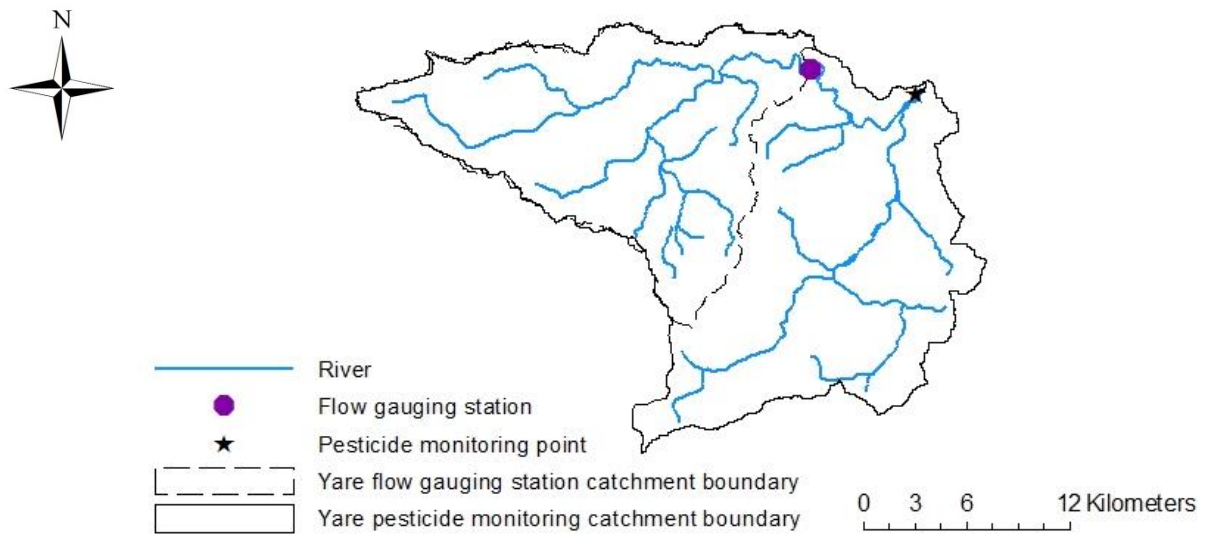 N
River
Flow gauging station
Pesticide monitoring point
Yare flow gauging station catchment boundary
Yare pesticide monitoring catchment boundary
0 3 6 12 Kilometers